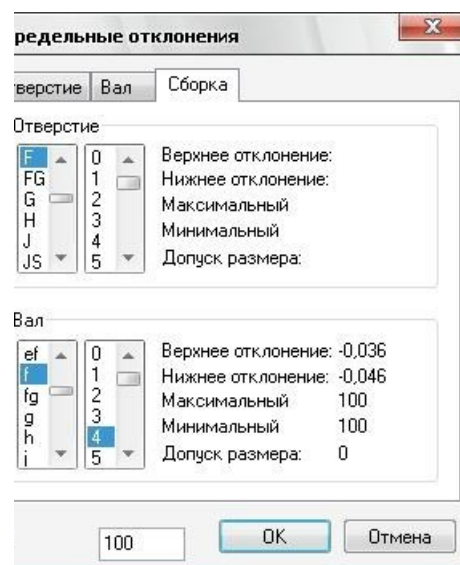 редельные отклонения
тверстие Вал Сборка
Отверстие
F 0 Верхнее отклонение:
FG 1 Нижнее отклонение:
G 2 Максимальный
H 3 Минимальный
J 4
JS 5 Допуск размера:
Вал
ef 0 Верхнее отклонение: -0,036
f 1 Нижнее отклонение: -0,046
fg 2 Максимальный 100
g 3 Минимальный 100
h 4
i 5 Допуск размера: 0
100 OK Отмена